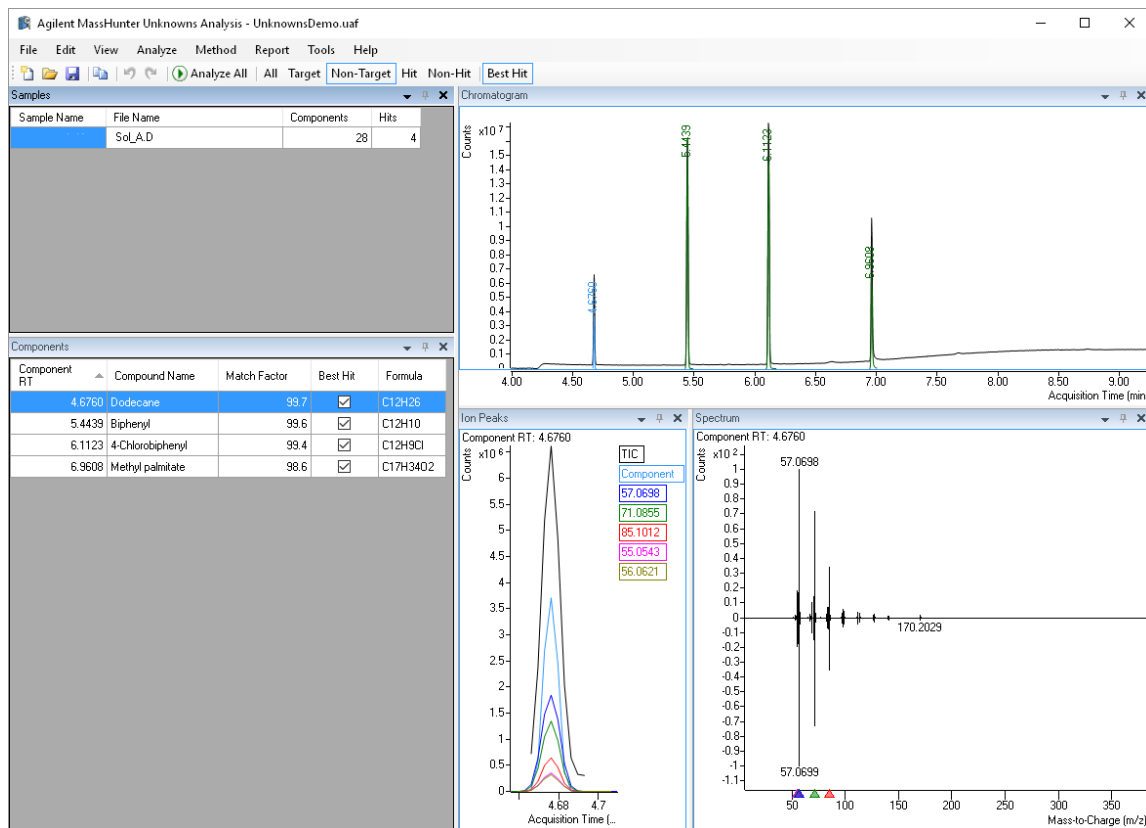 Agilent MassHunter Unknowns Analysis - UnknownsDemo.uaf
File Edit View Analyze Method Report Tools Help
Analyze All All Target Non-Target Hit Non-Hit Best Hit
Samples
Sample Name File Name Components Hits
Sol_A.D 28 4
Components
Component RT Compound Name Match Factor Best Hit Formula
4.6760 Dodecane 99.7 C12H26
5.4439 Biphenyl 99.6 C12H10
6.1123 4-Chlorobiphenyl 99.4 C12H9Cl
6.9608 Methyl palmitate 98.6 C17H34O2
Chromatogram
Counts
x10 7
1.5
1.4
1.3
1.2
1.1
1
0.9
0.8
0.7
0.6
0.5
0.4
0.3
0.2
0.1
4.6760
5.4439
6.1123
6.9608
4.00 4.50 5.00 5.50 6.00 6.50 7.00 7.50 8.00 8.50 9.00
Acquisition Time (min
Ion Peaks
Component RT: 4.6760
Counts
x10 6
6
5.5
5
4.5
4
3.5
3
2.5
2
1.5
1
0.5
0
TIC
Component
57.0698
71.0855
85.1012
55.0543
56.0621
4.68 4.7
Acquisition Time (...
Spectrum
Component RT: 4.6760
Counts
x10 2
1
0.9
0.8
0.7
0.6
0.5
0.4
0.3
0.2
0.1
0
-0.1
-0.2
-0.3
-0.4
-0.5
-0.6
-0.7
-0.8
-0.9
-1
-1.1
57.0698
170.2029
57.0699
50 100 150 200 250 300 350
Mass-to-Charge (m/z)